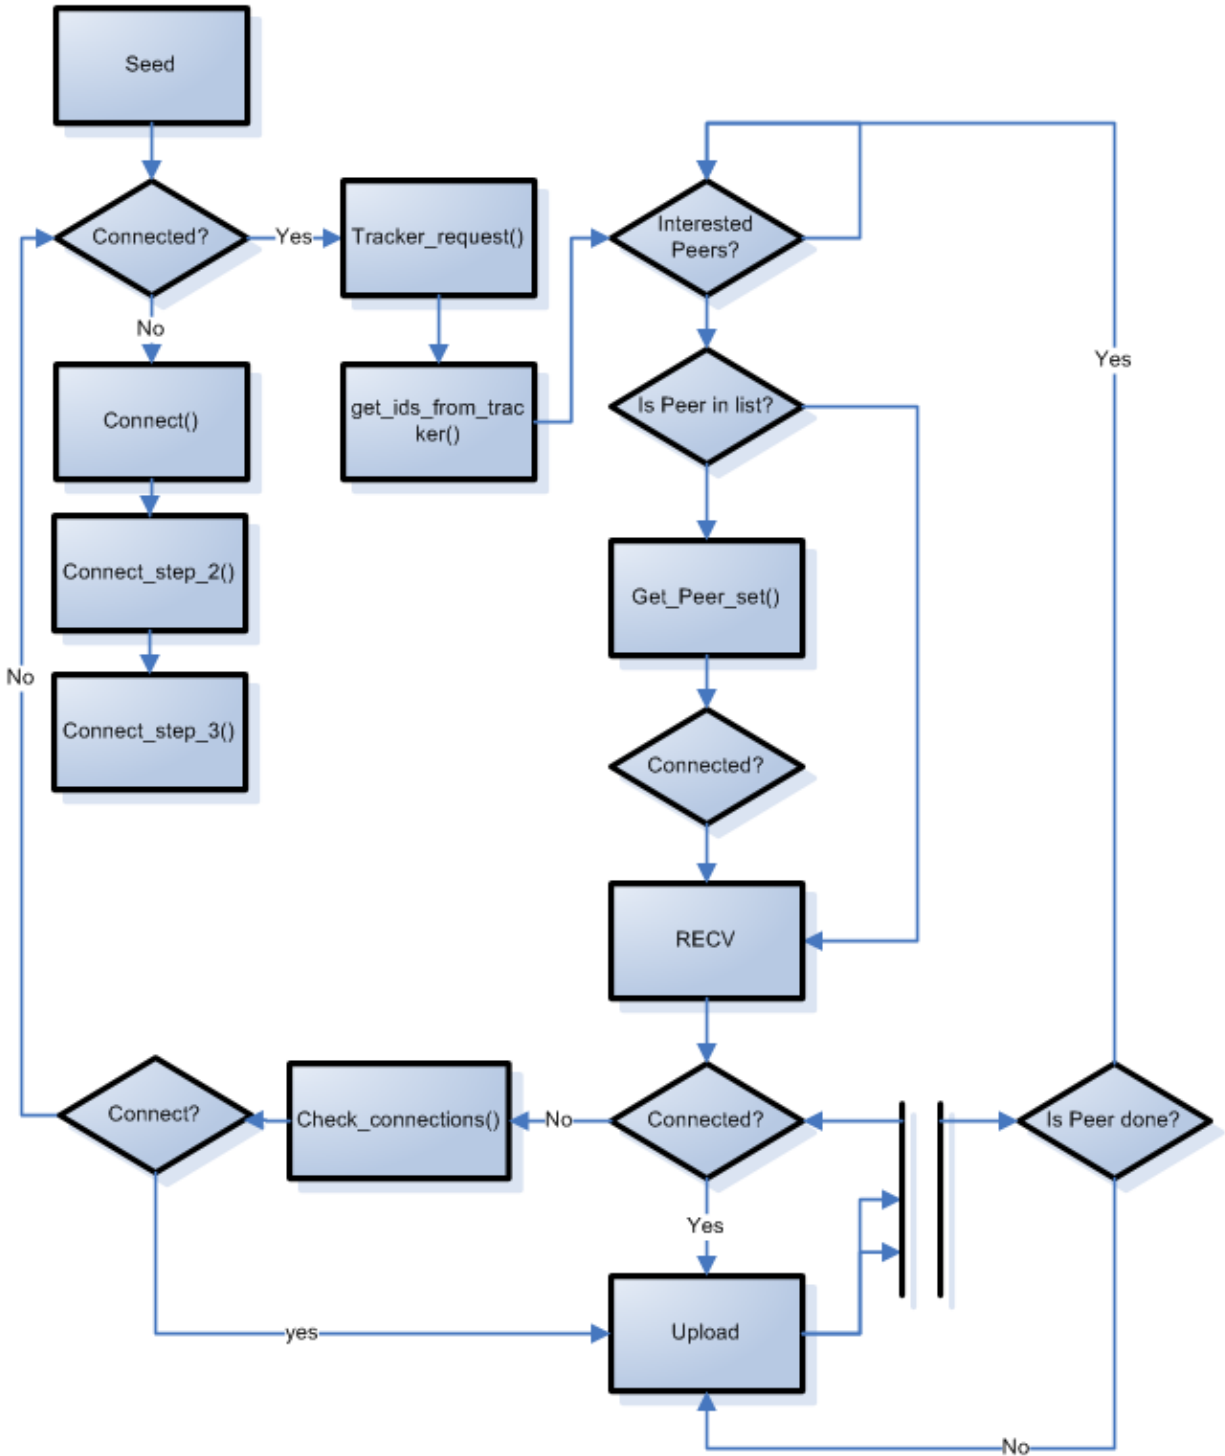 Seed
Connected?
Yes
Tracker_request()
Interested
Peers?
No
Yes
Connect()
get_ids_from_trac
ker()
Is Peer in list?
Connect_step_2()
Get_Peer_set()
No
Connect_step_3()
Connected?
RECV
Connect?
Check_connections()
No
Connected?
Is Peer done?
Yes
yes
Upload
No